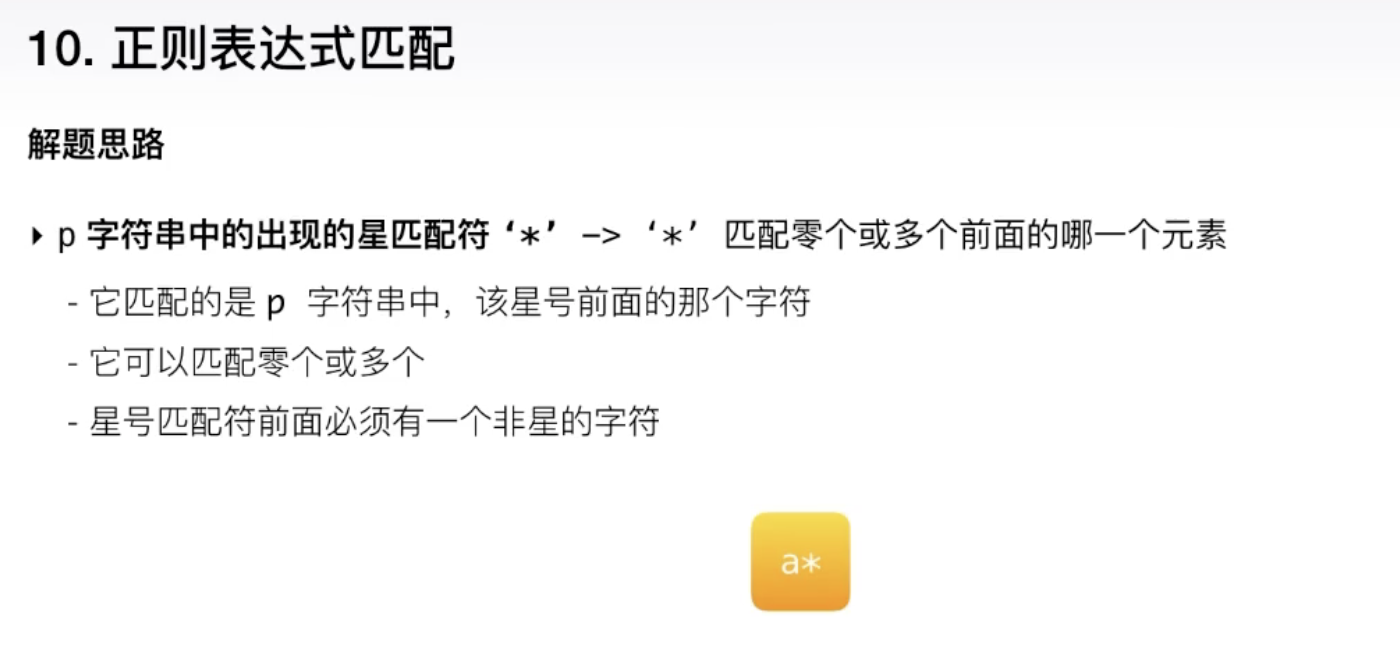 10. 正则表达式匹配
解题思路
▸ p 字符串中的出现的星匹配符 ‘*’ —> ‘*’ 匹配零个或多个前面的哪一个元素
- 它匹配的是 p 字符串中，该星号前面的那个字符
- 它可以匹配零个或多个
- 星号匹配符前面必须有一个非星的字符
a*